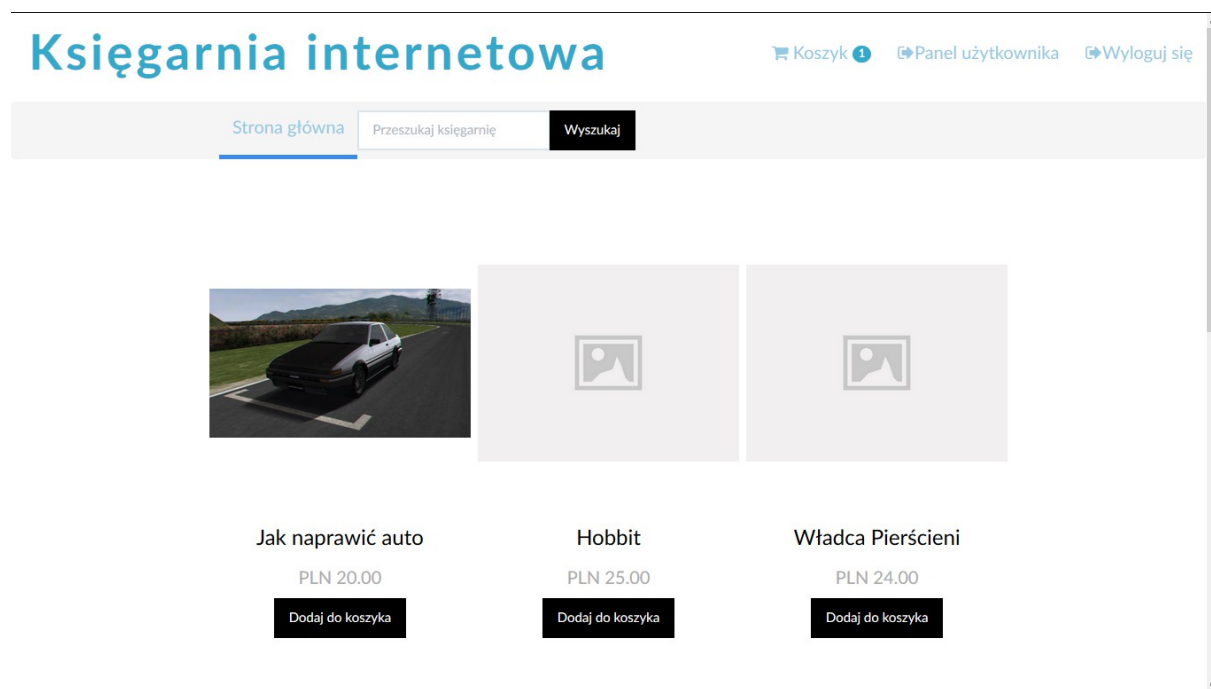 Księgarnia internetowa
Koszyk 1 Panel użytkownika Wyloguj się
Strona główna Przeszukaj księgarnię Wyszukaj
Jak naprawić auto Hobbit Władca Pierścieni
PLN 20.00 PLN 25.00 PLN 24.00
Dodaj do koszyka Dodaj do koszyka Dodaj do koszyka